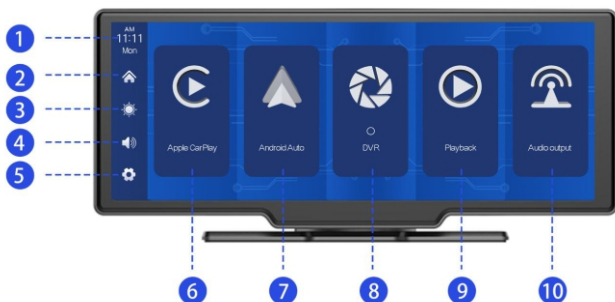 AM
11:11
Mon
1
2
3
4
5
Apple CarPlay
Android Auto
DVR
Playback
Audio output
6
7
8
9
10